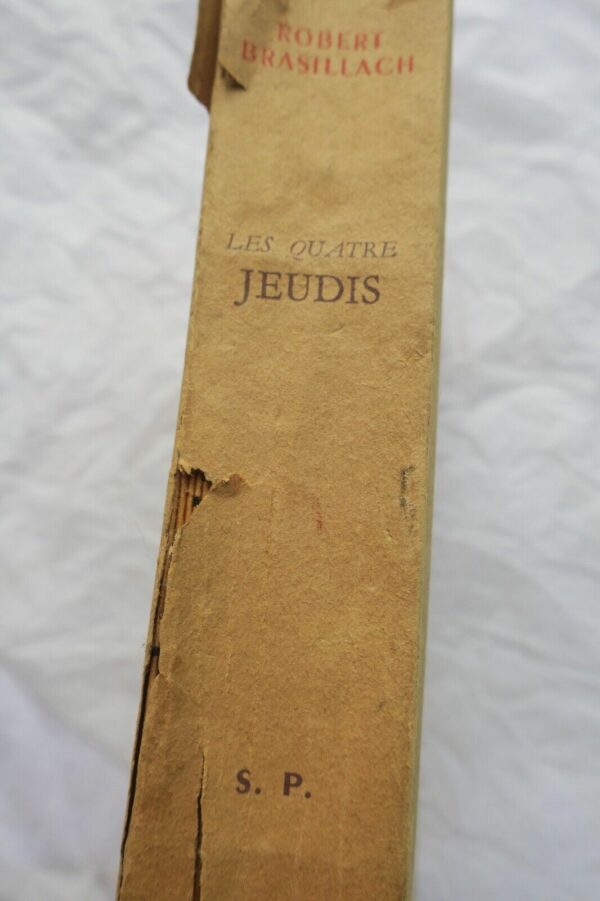 ROBERT
BRASILLACH
LES QUATRE
JEUDIS
S. P.